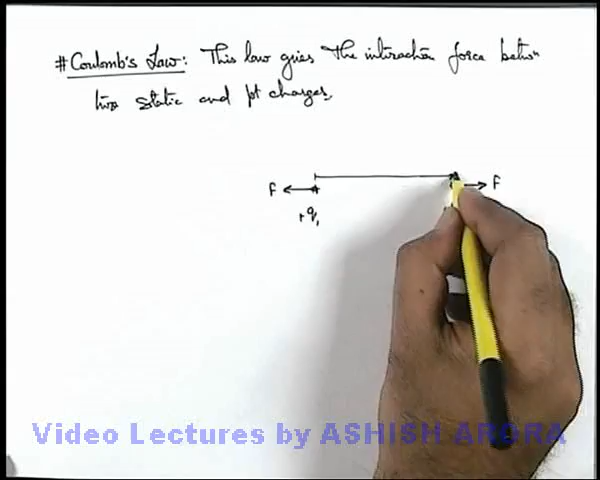 # Coulomb's Law: This law gives the interaction force between
two static and pt charges.
F F
+q1
Video Lectures by ASHISH ARORA